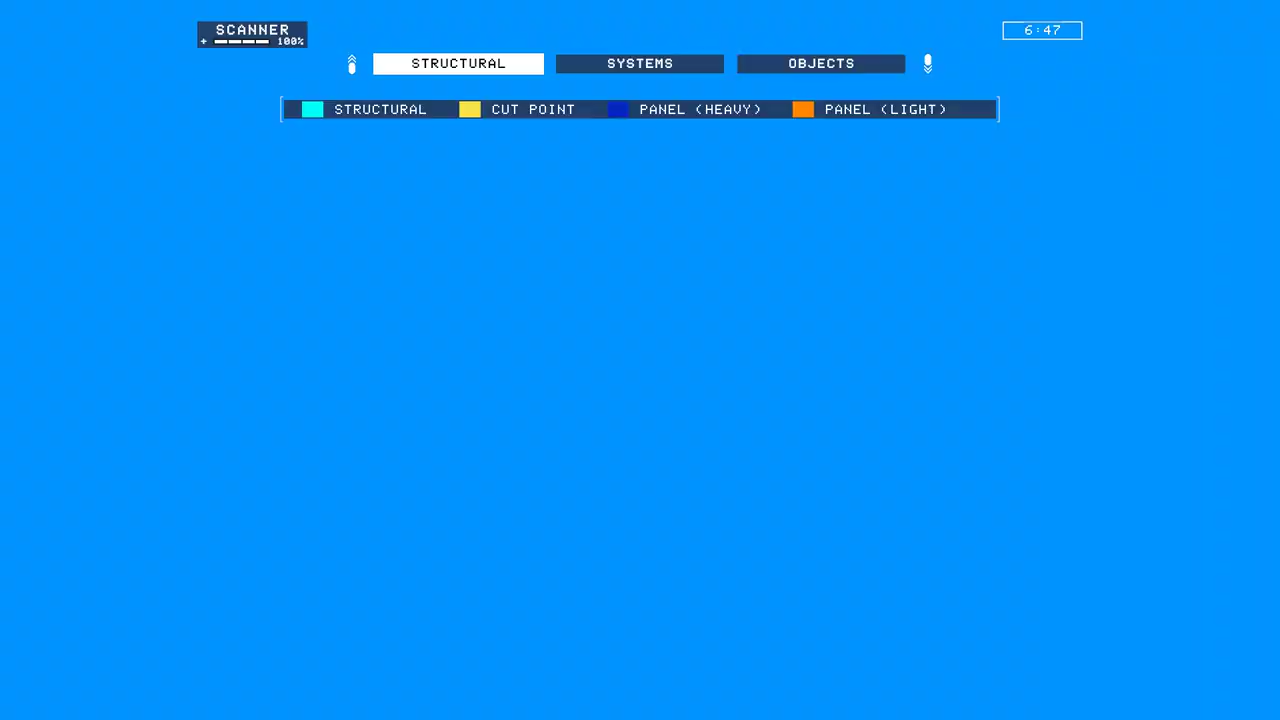 SCANNER
+ 100%
6:47
STRUCTURAL SYSTEMS OBJECTS
STRUCTURAL CUT POINT PANEL (HEAVY) PANEL (LIGHT)